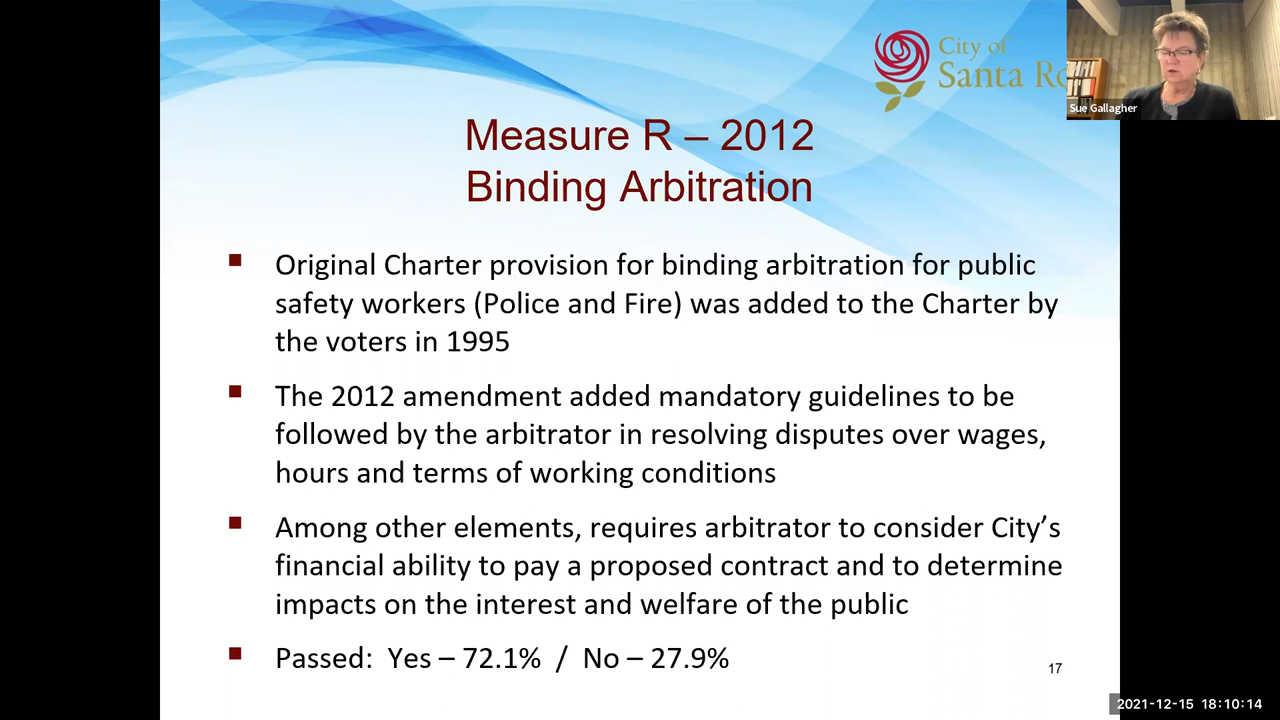 City of
Santa Ro
Sue Gallagher
Measure R – 2012
Binding Arbitration
Original Charter provision for binding arbitration for public
safety workers (Police and Fire) was added to the Charter by
the voters in 1995
The 2012 amendment added mandatory guidelines to be
followed by the arbitrator in resolving disputes over wages,
hours and terms of working conditions
Among other elements, requires arbitrator to consider City’s
financial ability to pay a proposed contract and to determine
impacts on the interest and welfare of the public
Passed: Yes – 72.1% / No – 27.9%
17
2021-12-15 18:10:14